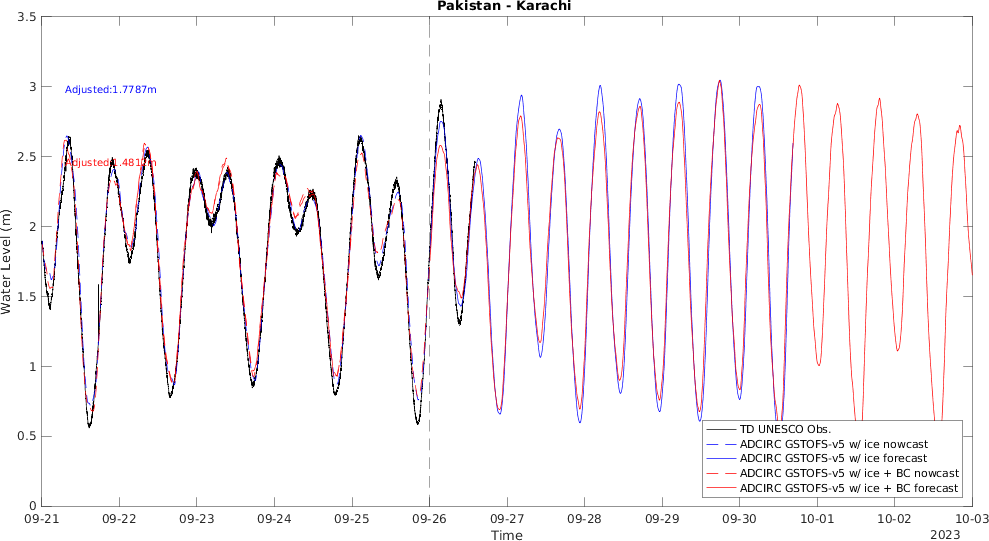 Pakistan - Karachi
3.5
3
2.5
2
1.5
1
0.5
0
Water Level (m)
Adjusted:1.7787m
09-21
09-22
09-23
09-24
09-25
09-26
09-27
09-28
09-29
09-30
10-01
10-02
10-03
Time
2023
TD UNESCO Obs.
ADCIRC GSTOFS-v5 w/ ice nowcast
ADCIRC GSTOFS-v5 w/ ice forecast
ADCIRC GSTOFS-v5 w/ ice + BC nowcast
ADCIRC GSTOFS-v5 w/ ice + BC forecast